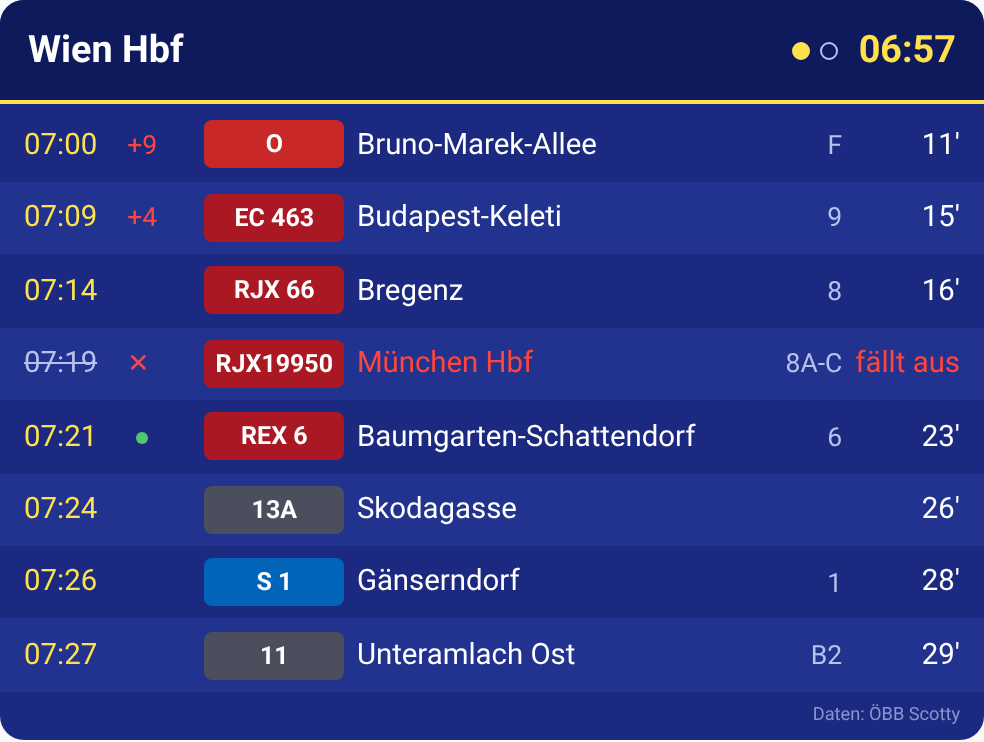 Wien Hbf 06:57
07:00 +9 O Bruno-Marek-Allee F 11'
07:09 +4 EC 463 Budapest-Keleti 9 15'
07:14 RJX 66 Bregenz 8 16'
07:19 ✕ RJX19950 München Hbf 8A-C fällt aus
07:21 REX 6 Baumgarten-Schattendorf 6 23'
07:24 13A Skodagasse 26'
07:26 S 1 Gänserndorf 1 28'
07:27 11 Unteramlach Ost B2 29'
Daten: ÖBB Scotty